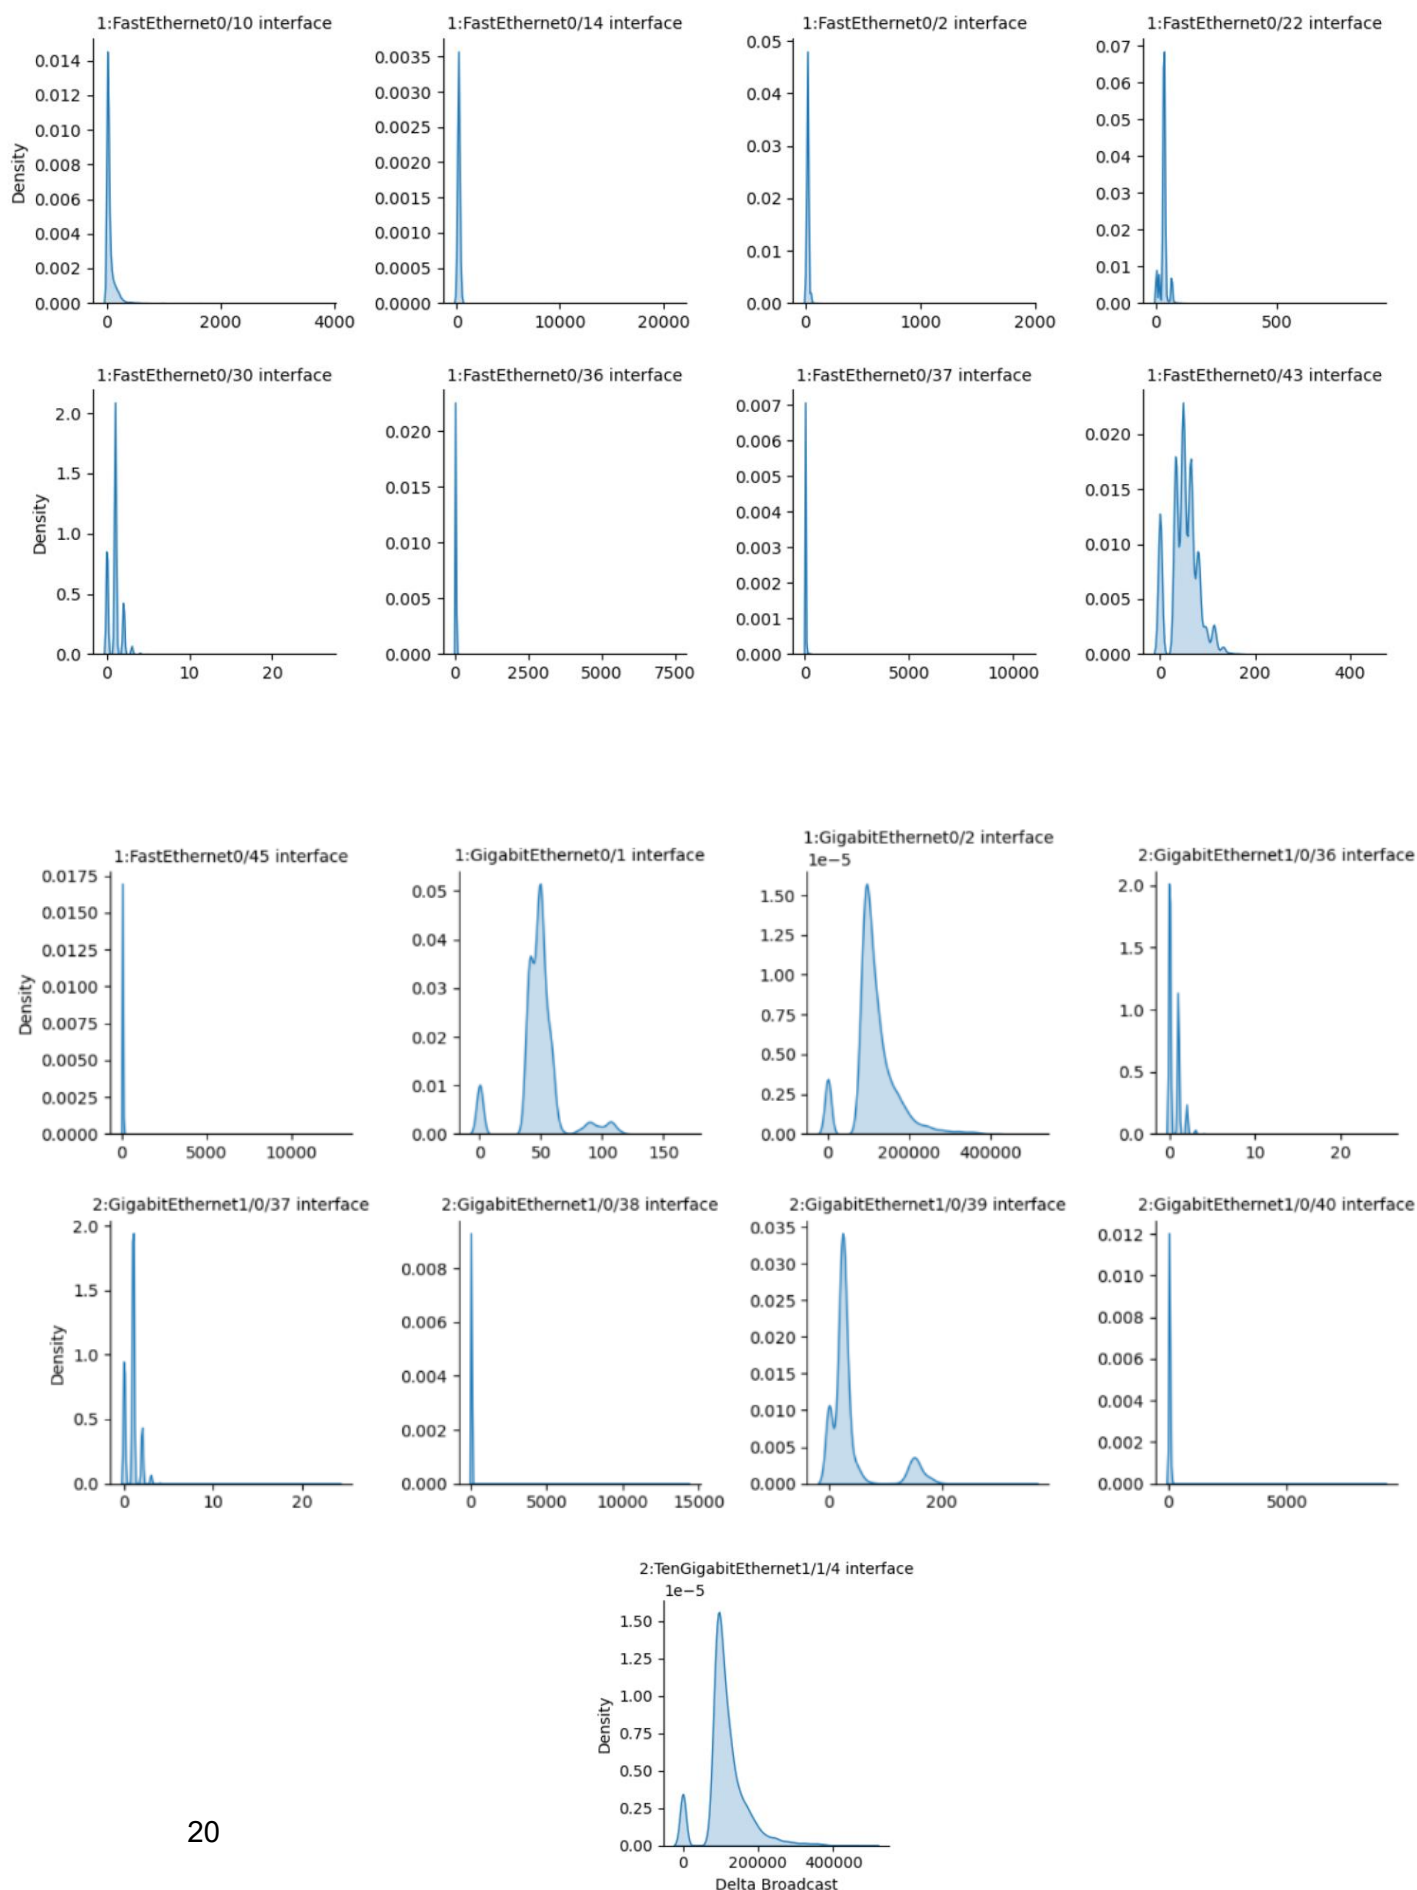 1:FastEthernet0/10 interface
1:FastEthernet0/14 interface
1:FastEthernet0/2 interface
1:FastEthernet0/22 interface
Density
0.014
0.012
0.010
0.008
0.006
0.004
0.002
0.000
0 2000 4000
0.0035
0.0030
0.0025
0.0020
0.0015
0.0010
0.0005
0.0000
0 10000 20000
0.05
0.04
0.03
0.02
0.01
0.00
0 1000 2000
0.07
0.06
0.05
0.04
0.03
0.02
0.01
0.00
0 500
1:FastEthernet0/30 interface
1:FastEthernet0/36 interface
1:FastEthernet0/37 interface
1:FastEthernet0/43 interface
Density
2.0
1.5
1.0
0.5
0.0
0 10 20
0.020
0.015
0.010
0.005
0.000
0 2500 5000 7500
0.007
0.006
0.005
0.004
0.003
0.002
0.001
0.000
0 5000 10000
0.020
0.015
0.010
0.005
0.000
0 200 400
1:FastEthernet0/45 interface
1:GigabitEthernet0/1 interface
1:GigabitEthernet0/2 interface
2:GigabitEthernet1/0/36 interface
Density
0.0175
0.0150
0.0125
0.0100
0.0075
0.0050
0.0025
0.0000
0 5000 10000
0.05
0.04
0.03
0.02
0.01
0.00
0 50 100 150
1e−5
1.50
1.25
1.00
0.75
0.50
0.25
0.00
0 200000 400000
2.0
1.5
1.0
0.5
0.0
0 10 20
2:GigabitEthernet1/0/37 interface
2:GigabitEthernet1/0/38 interface
2:GigabitEthernet1/0/39 interface
2:GigabitEthernet1/0/40 interface
Density
2.0
1.5
1.0
0.5
0.0
0 10 20
0.008
0.006
0.004
0.002
0.000
0 5000 10000 15000
0.035
0.030
0.025
0.020
0.015
0.010
0.005
0.000
0 200
0.012
0.010
0.008
0.006
0.004
0.002
0.000
0 5000
2:TenGigabitEthernet1/1/4 interface
1e−5
Density
1.50
1.25
1.00
0.75
0.50
0.25
0.00
0 200000 400000
Delta Broadcast
20